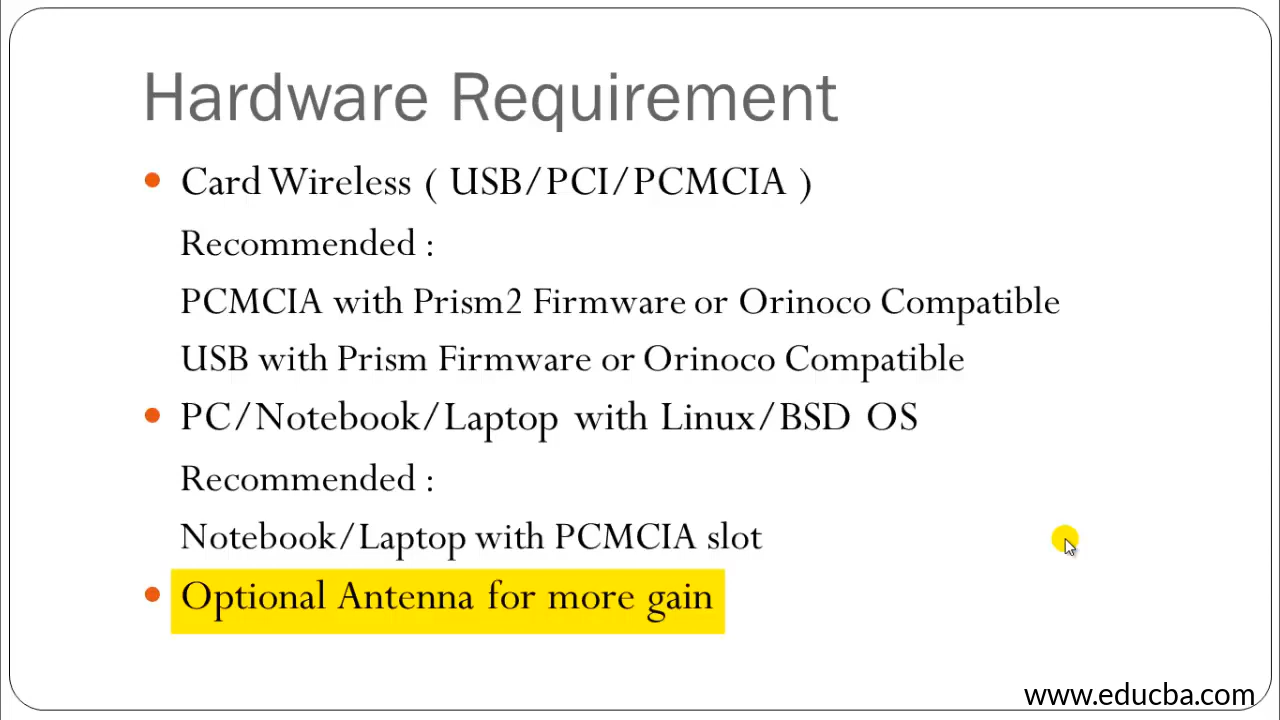 Hardware Requirement
Card Wireless ( USB/PCI/PCMCIA )
Recommended :
PCMCIA with Prism2 Firmware or Orinoco Compatible
USB with Prism Firmware or Orinoco Compatible
PC/Notebook/Laptop with Linux/BSD OS
Recommended :
Notebook/Laptop with PCMCIA slot
Optional Antenna for more gain
www.educba.com